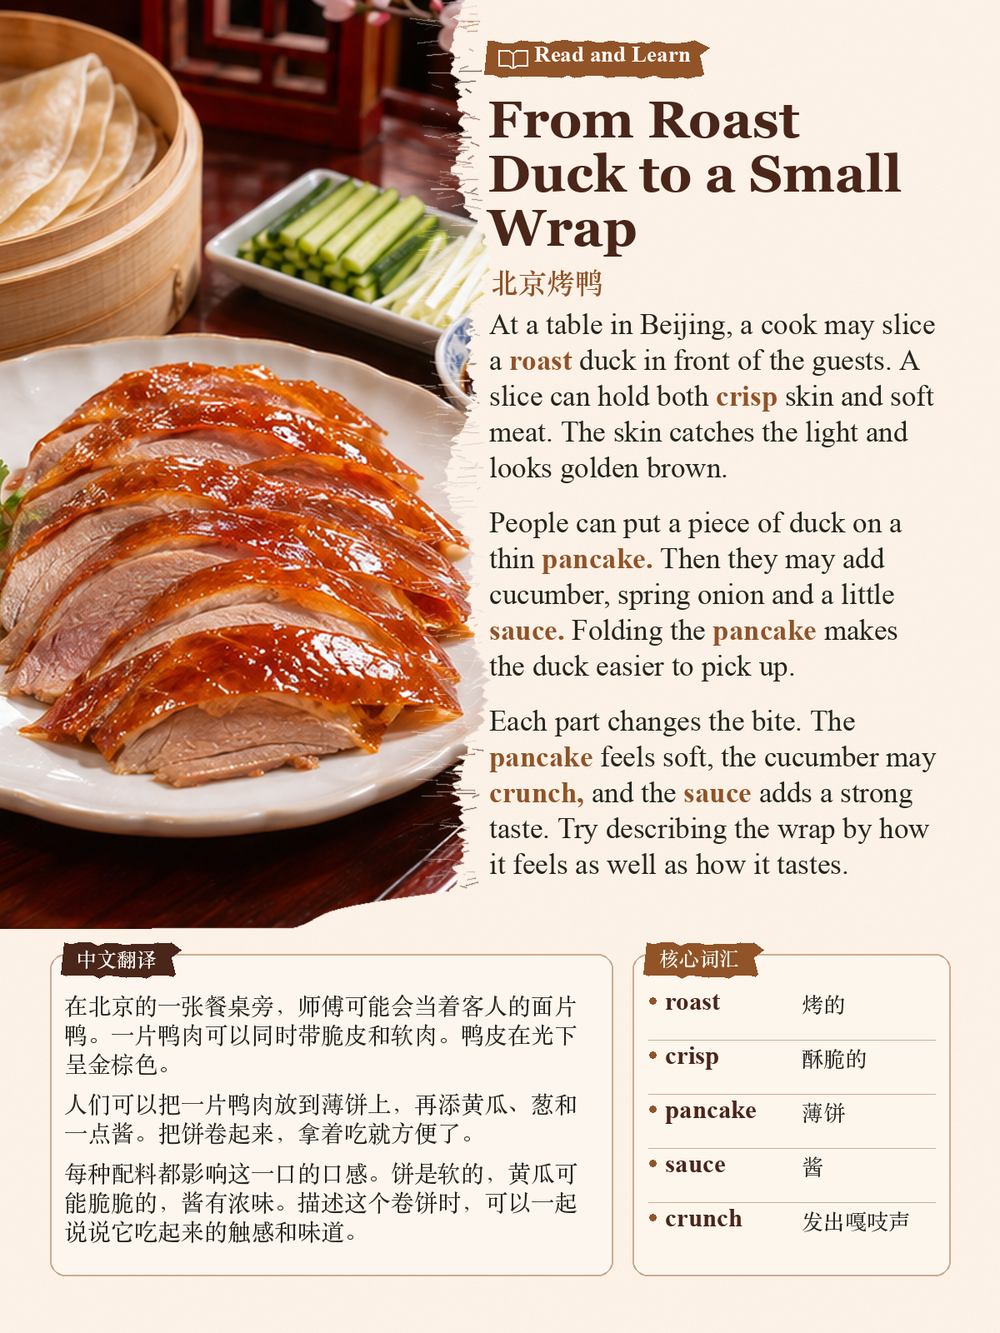 Read and Learn
From Roast
Duck to a Small
Wrap
北京烤鸭
At a table in Beijing, a cook may slice
a roast duck in front of the guests. A
slice can hold both crisp skin and soft
meat. The skin catches the light and
looks golden brown.
People can put a piece of duck on a
thin pancake. Then they may add
cucumber, spring onion and a little
sauce. Folding the pancake makes
the duck easier to pick up.
Each part changes the bite. The
pancake feels soft, the cucumber may
crunch, and the sauce adds a strong
taste. Try describing the wrap by how
it feels as well as how it tastes.
中文翻译
在北京的一张餐桌旁，师傅可能会当着客人的面片
鸭。一片鸭肉可以同时带脆皮和软肉。鸭皮在光下
呈金棕色。
人们可以把一片鸭肉放到薄饼上，再添黄瓜、葱和
一点酱。把饼卷起来，拿着吃就方便了。
每种配料都影响这一口的口感。饼是软的，黄瓜可
能脆脆的，酱有浓味。描述这个卷饼时，可以一起
说说它吃起来的触感和味道。
核心词汇
• roast 烤的
• crisp 酥脆的
• pancake 薄饼
• sauce 酱
• crunch 发出嘎吱声